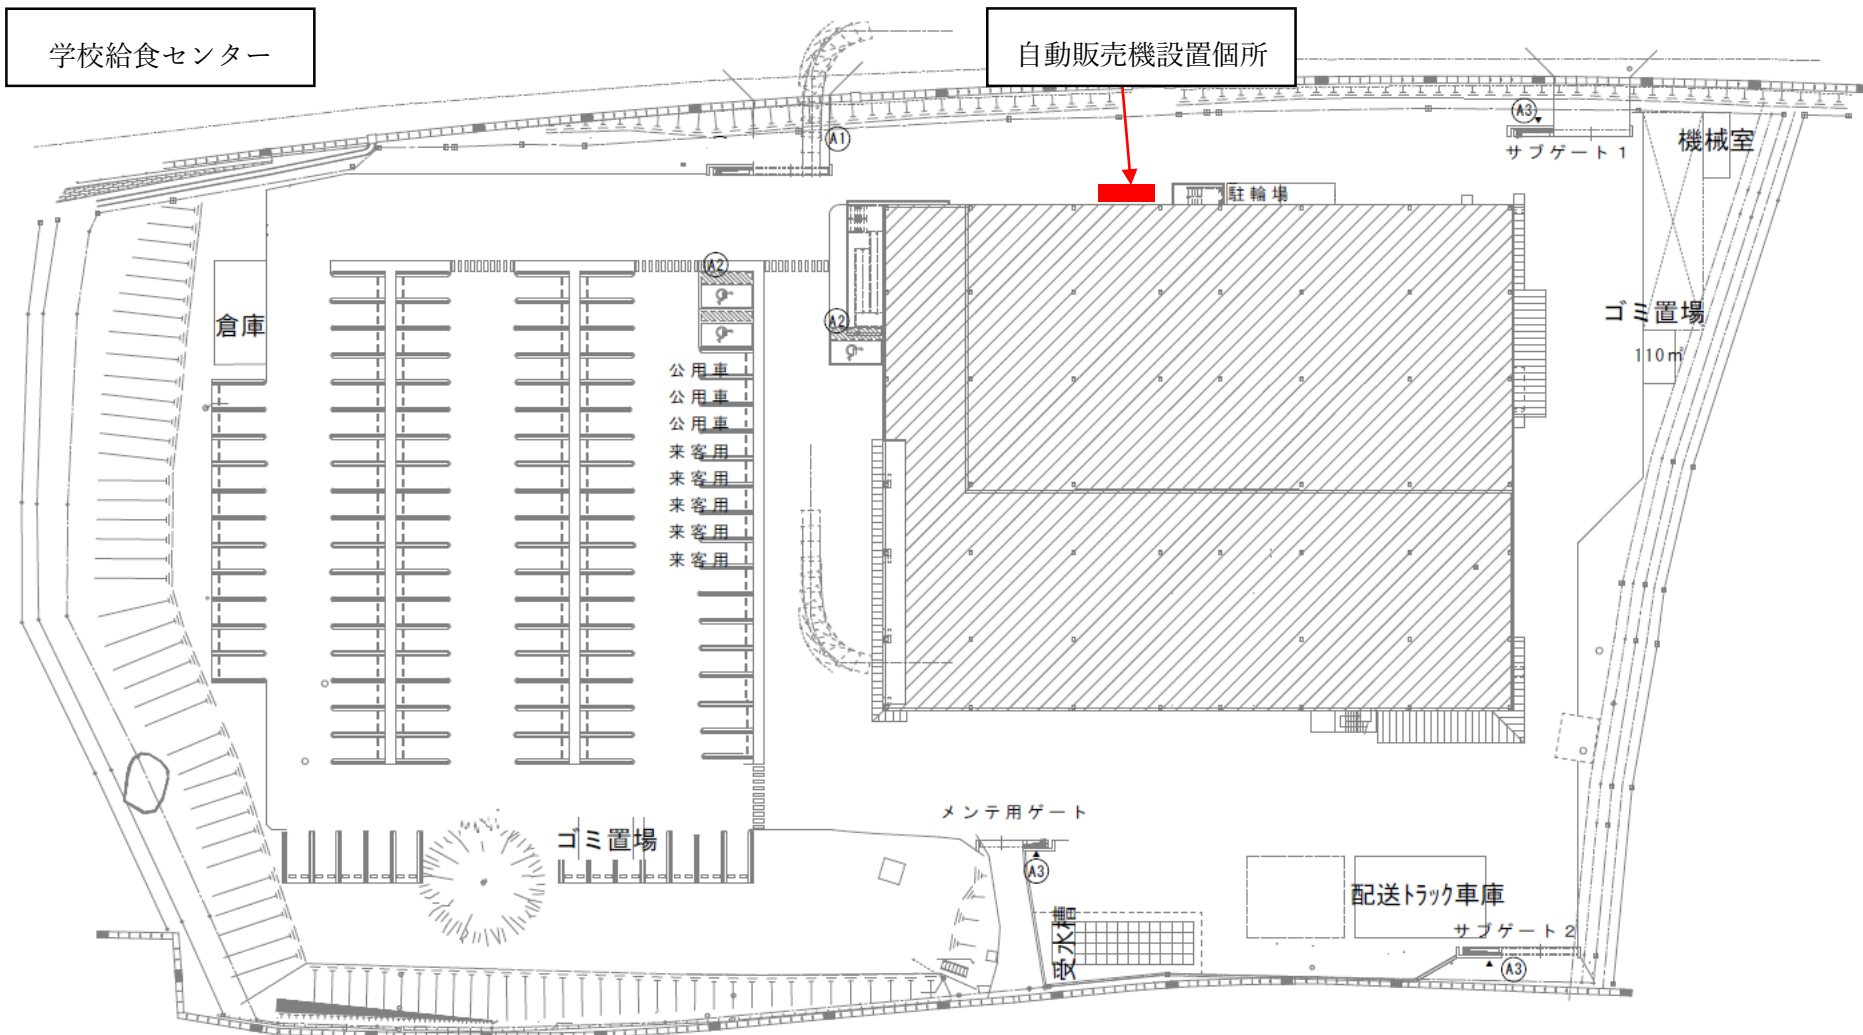 学校給食センター
自動販売機設置個所
A3
サブゲート1
機械室
A1
駐輪場
A2
倉庫
A2
ゴミ置場
110㎡
公用車
公用車
公用車
来客用
来客用
来客用
来客用
来客用
メンテ用ゲート
A3
ゴミ置場
受水槽
配送トラック車庫
サブゲート2
A3